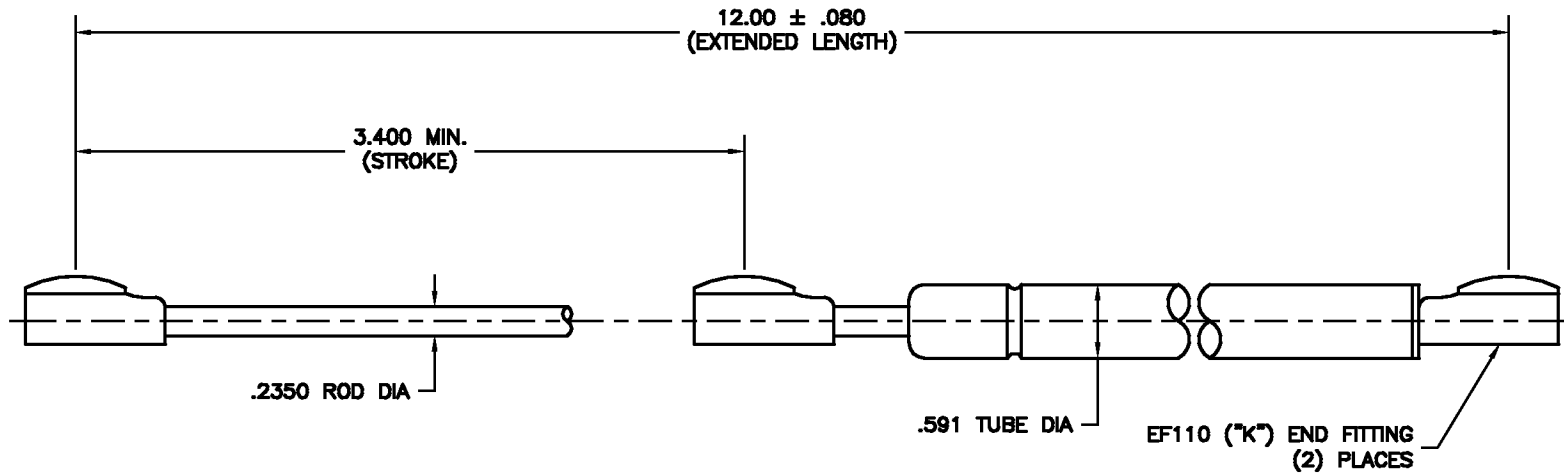 12.00 ± .080
(EXTENDED LENGTH)
3.400 MIN.
(STROKE)
.2350 ROD DIA
.591 TUBE DIA
EF110 ("K") END FITTING
(2) PLACES